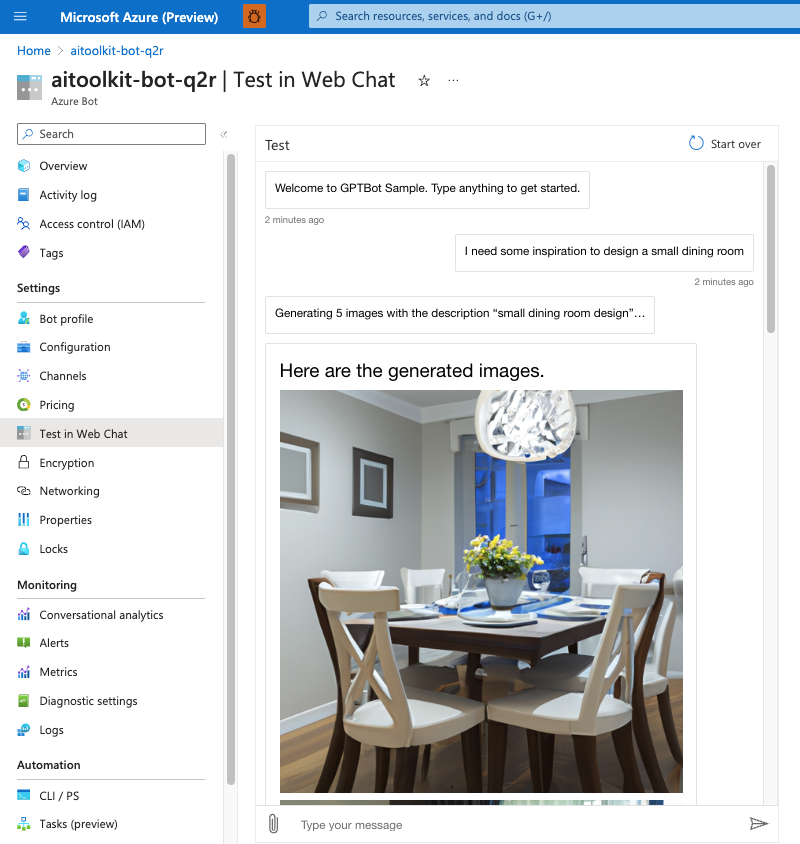 Microsoft Azure (Preview)
Search resources, services, and docs (G+/)
Home > aitoolkit-bot-q2r
aitoolkit-bot-q2r | Test in Web Chat
Azure Bot
Search
Overview
Activity log
Access control (IAM)
Tags
Settings
Bot profile
Configuration
Channels
Pricing
Test in Web Chat
Encryption
Networking
Properties
Locks
Monitoring
Conversational analytics
Alerts
Metrics
Diagnostic settings
Logs
Automation
CLI / PS
Tasks (preview)
Test
Start over
Welcome to GPTBot Sample. Type anything to get started.
2 minutes ago
I need some inspiration to design a small dining room
2 minutes ago
Generating 5 images with the description “small dining room design”…
Here are the generated images.
Type your message